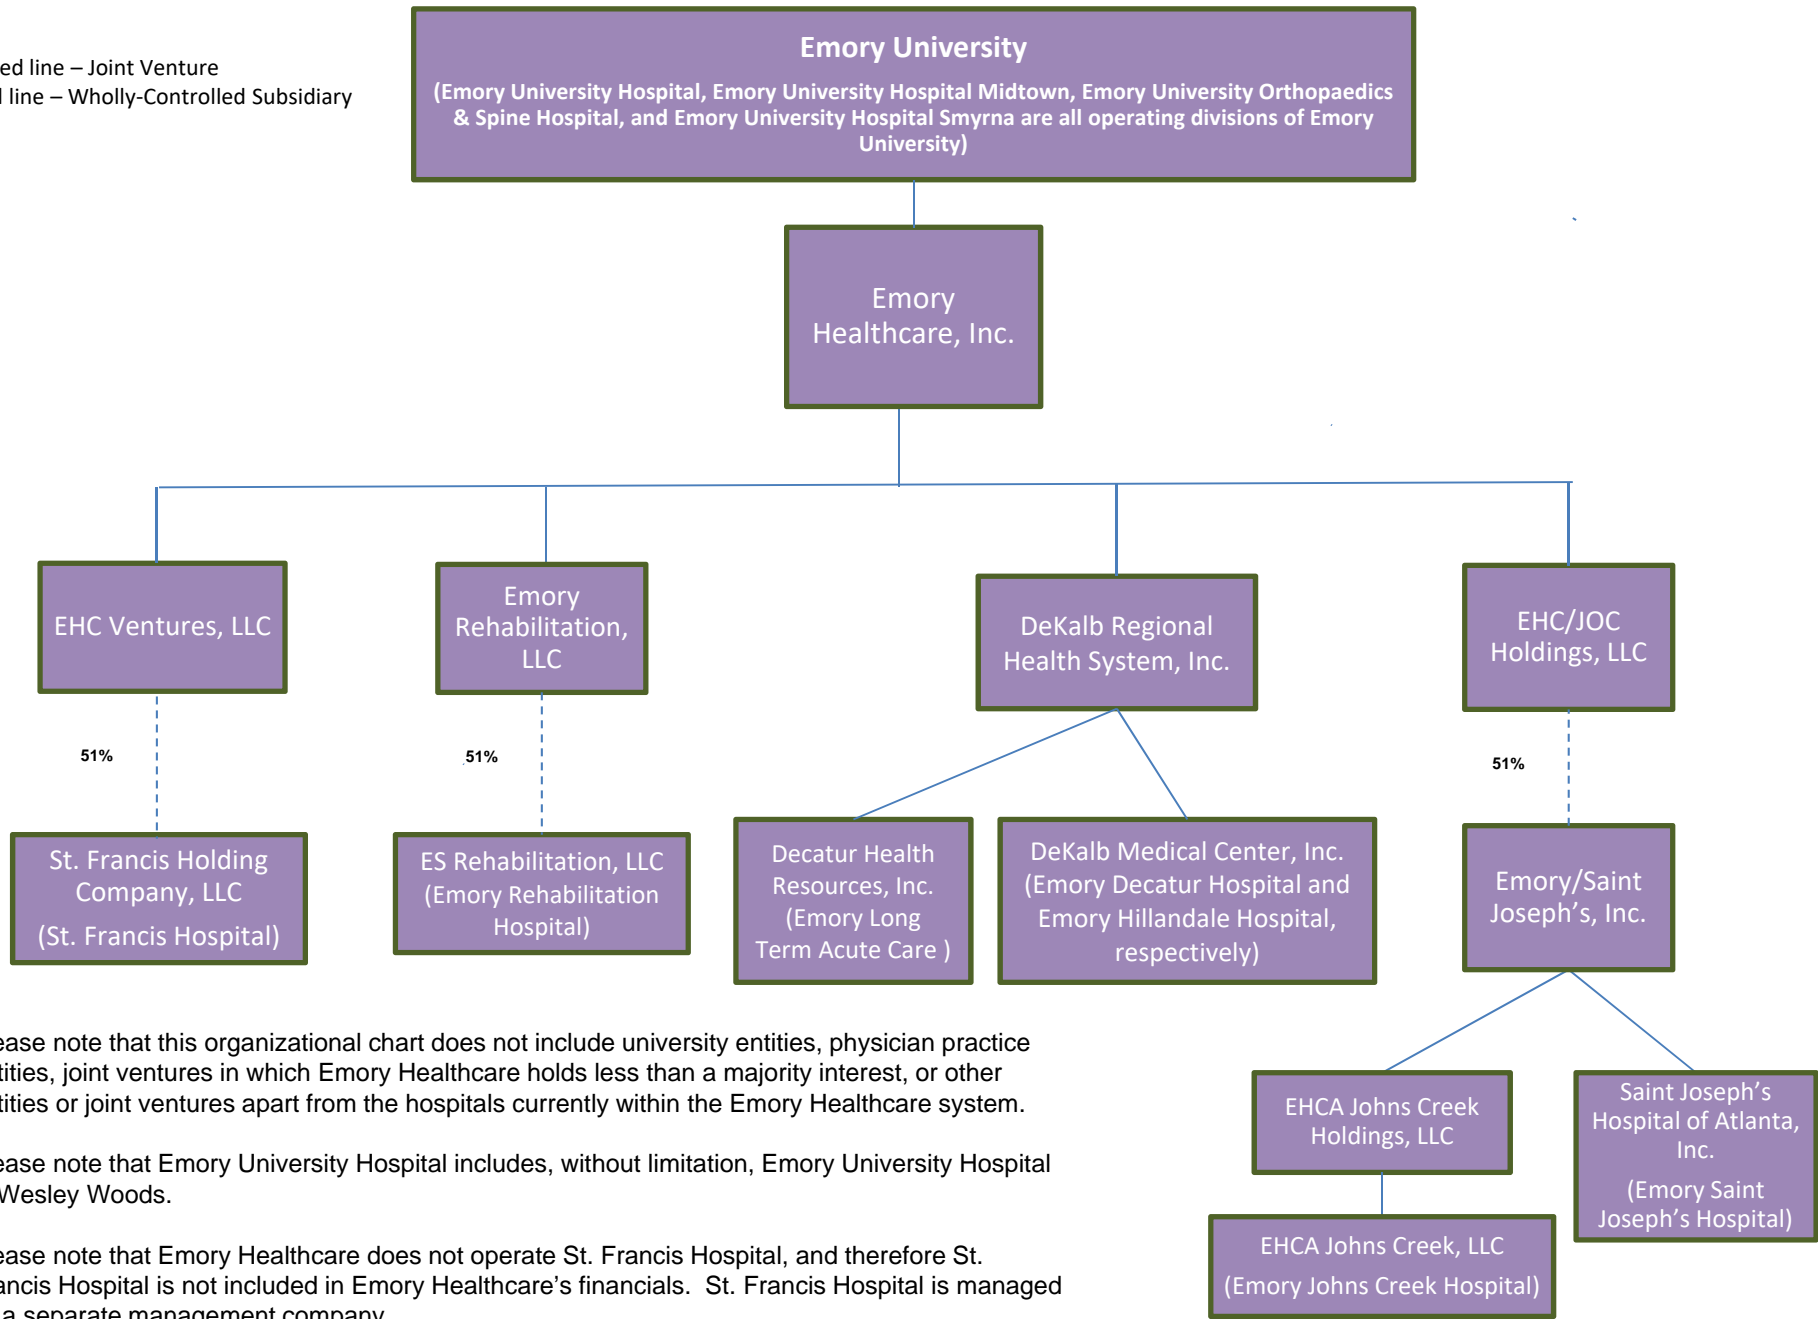 ed line – Joint Venture
line – Wholly-Controlled Subsidiary
Emory University
(Emory University Hospital, Emory University Hospital Midtown, Emory University Orthopaedics
& Spine Hospital, and Emory University Hospital Smyrna are all operating divisions of Emory
University)
Emory
Healthcare, Inc.
EHC Ventures, LLC
Emory
Rehabilitation,
LLC
DeKalb Regional
Health System, Inc.
EHC/JOC
Holdings, LLC
51%
51%
51%
St. Francis Holding
Company, LLC
(St. Francis Hospital)
ES Rehabilitation, LLC
(Emory Rehabilitation
Hospital)
Decatur Health
Resources, Inc.
(Emory Long
Term Acute Care )
DeKalb Medical Center, Inc.
(Emory Decatur Hospital and
Emory Hillandale Hospital,
respectively)
Emory/Saint
Joseph's, Inc.
EHCA Johns Creek
Holdings, LLC
Saint Joseph's
Hospital of Atlanta,
Inc.
(Emory Saint
Joseph's Hospital)
EHCA Johns Creek, LLC
(Emory Johns Creek Hospital)
ease note that this organizational chart does not include university entities, physician practice
tities, joint ventures in which Emory Healthcare holds less than a majority interest, or other
tities or joint ventures apart from the hospitals currently within the Emory Healthcare system.
ease note that Emory University Hospital includes, without limitation, Emory University Hospital
Wesley Woods.
ease note that Emory Healthcare does not operate St. Francis Hospital, and therefore St.
ancis Hospital is not included in Emory Healthcare's financials.  St. Francis Hospital is managed
a separate management company